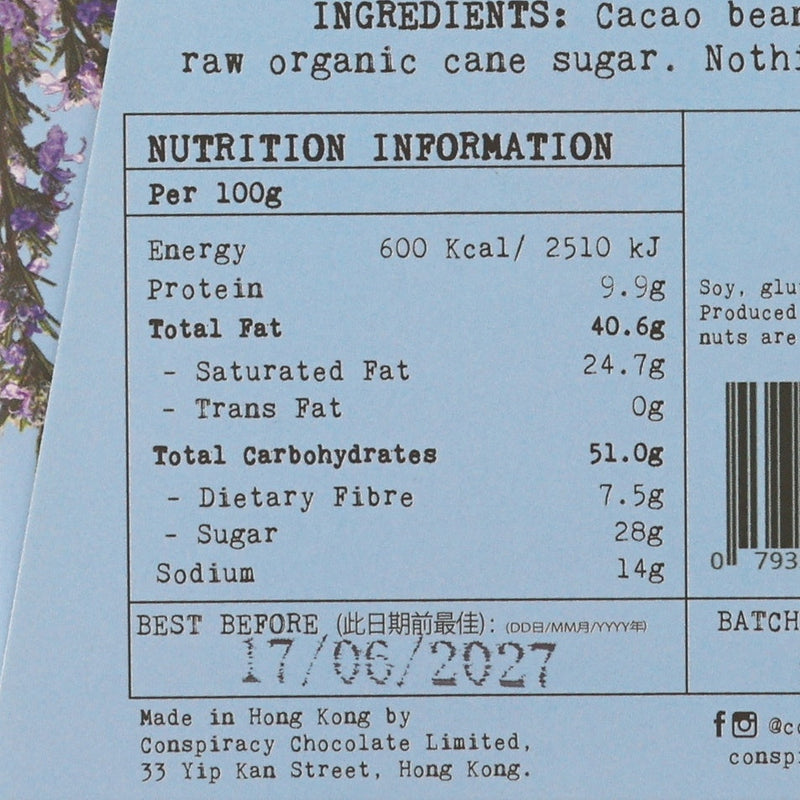 INGREDIENTS: Cacao
raw organic cane sugar.
NUTRITION INFORMATION
Per 100g
Energy 600 Kcal/ 2510 kJ
Protein 9.9g
Total Fat 40.6g
- Saturated Fat 24.7g
- Trans Fat 0g
Total Carbohydrates 51.0g
- Dietary Fibre 7.5g
- Sugar 28g
Sodium 14g
Soy,
Produced
nuts are
0 793
BEST BEFORE (此日期前最佳): (DD日/MM月/YYYY年)
17/06/2027
BATCH
Made in Hong Kong by
Conspiracy Chocolate Limited,
33 Yip Kan Street, Hong Kong.